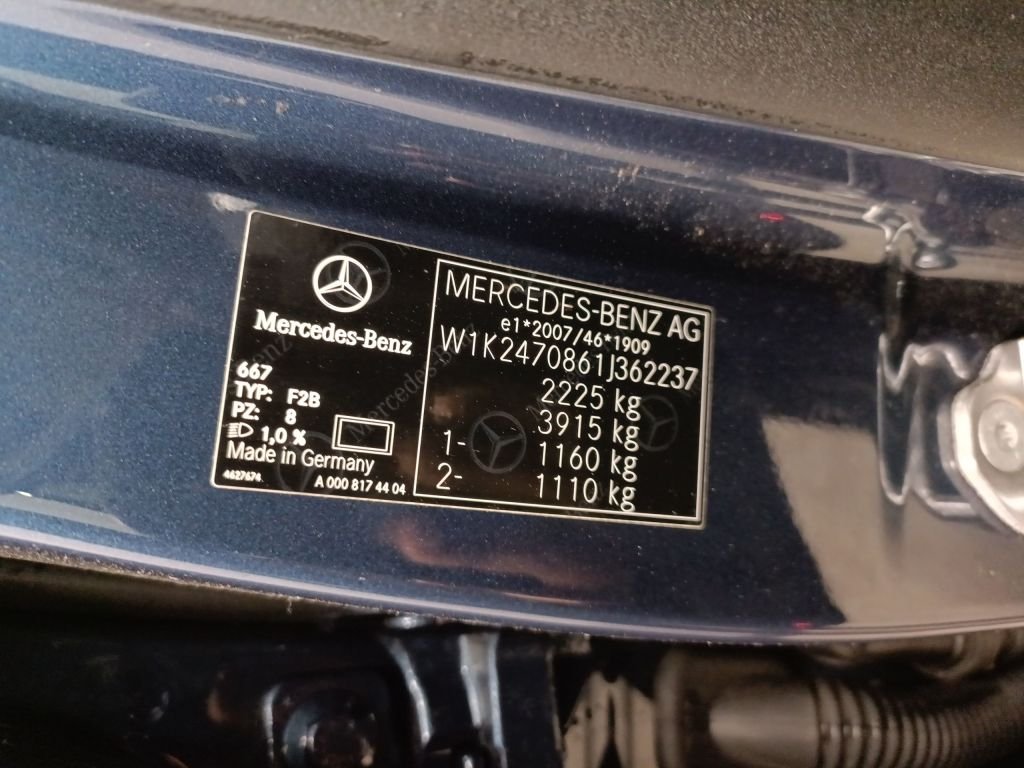 Mercedes-Benz
667
TYP: F2B
PZ: 8
1,0 %
Made in Germany
4627674 A 000 817 44 04
MERCEDES-BENZ AG
e1*2007/46*1909
W1K2470861J362237
2225 kg
3915 kg
1- 1160 kg
2- 1110 kg